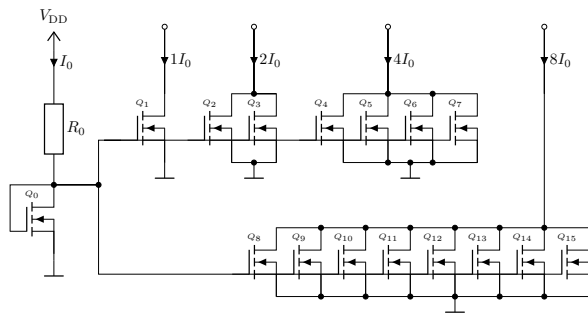 V_DD
I_0 1I_0 2I_0 4I_0 8I_0
Q_1 Q_2 Q_3 Q_4 Q_5 Q_6 Q_7
R_0
Q_0
Q_8 Q_9 Q_10 Q_11 Q_12 Q_13 Q_14 Q_15